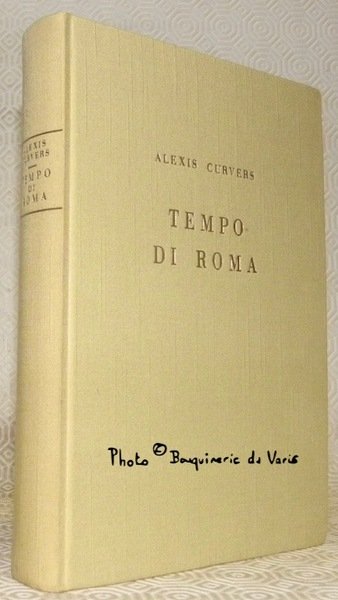 ALEXIS
CURVERS
TEMPO
DI
ROMA
ALEXIS CURVERS
TEMPO
DI ROMA
Photo © Bouquinerie du Varis